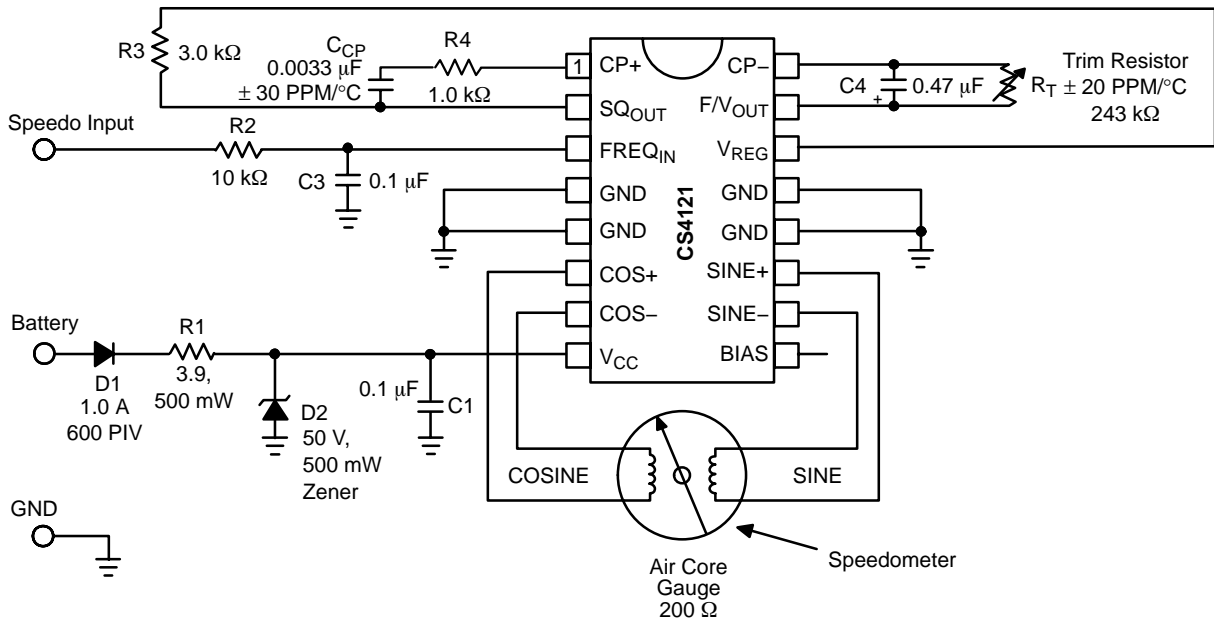 R3
3.0 kΩ
C_CP
0.0033 μF
± 30 PPM/°C
R4
1.0 kΩ
1
CP+
SQ_OUT
FREQ_IN
GND
GND
COS+
COS–
V_CC
CS4121
CP–
F/V_OUT
V_REG
GND
GND
SINE+
SINE–
BIAS
C4
+
0.47 μF
Trim Resistor
R_T ± 20 PPM/°C
243 kΩ
Speedo Input
R2
10 kΩ
C3
0.1 μF
Battery
D1
1.0 A
600 PIV
R1
3.9,
500 mW
D2
50 V,
500 mW
Zener
0.1 μF
C1
COSINE
SINE
GND
Speedometer
Air Core
Gauge
200 Ω